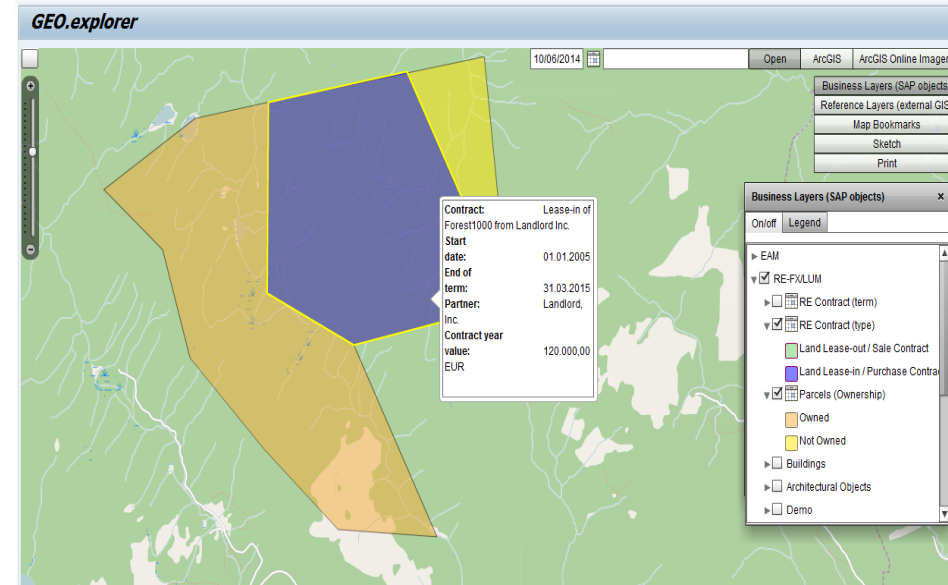 GEO.explorer
10/06/2014
Open
ArcGIS
ArcGIS Online Imager
Business Layers (SAP objects
Reference Layers (external GIS
Map Bookmarks
Sketch
Print
Contract: Lease-in of
Forest1000 from Landlord Inc.
Start
date: 01.01.2005
End of
term: 31.03.2015
Partner: Landlord,
Inc.
Contract year
value: 120.000,00
EUR
Business Layers (SAP objects) x
On/off Legend
EAM
RE-FX/LUM
RE Contract (term)
RE Contract (type)
Land Lease-out / Sale Contract
Land Lease-in / Purchase Contra
Parcels (Ownership)
Owned
Not Owned
Buildings
Architectural Objects
Demo